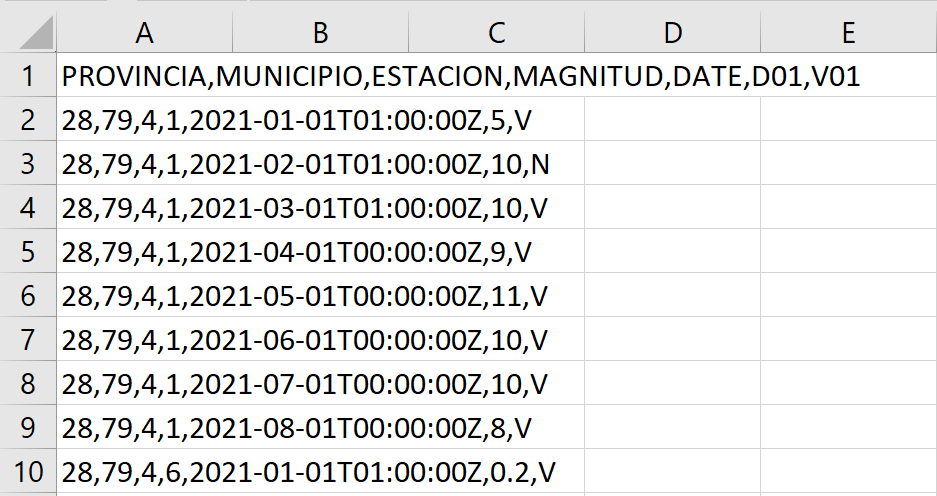 A B C D E
1 PROVINCIA,MUNICIPIO,ESTACION,MAGNITUD,DATE,D01,V01
2 28,79,4,1,2021-01-01T01:00:00Z,5,V
3 28,79,4,1,2021-02-01T01:00:00Z,10,N
4 28,79,4,1,2021-03-01T01:00:00Z,10,V
5 28,79,4,1,2021-04-01T00:00:00Z,9,V
6 28,79,4,1,2021-05-01T00:00:00Z,11,V
7 28,79,4,1,2021-06-01T00:00:00Z,10,V
8 28,79,4,1,2021-07-01T00:00:00Z,10,V
9 28,79,4,1,2021-08-01T00:00:00Z,8,V
10 28,79,4,6,2021-01-01T01:00:00Z,0.2,V